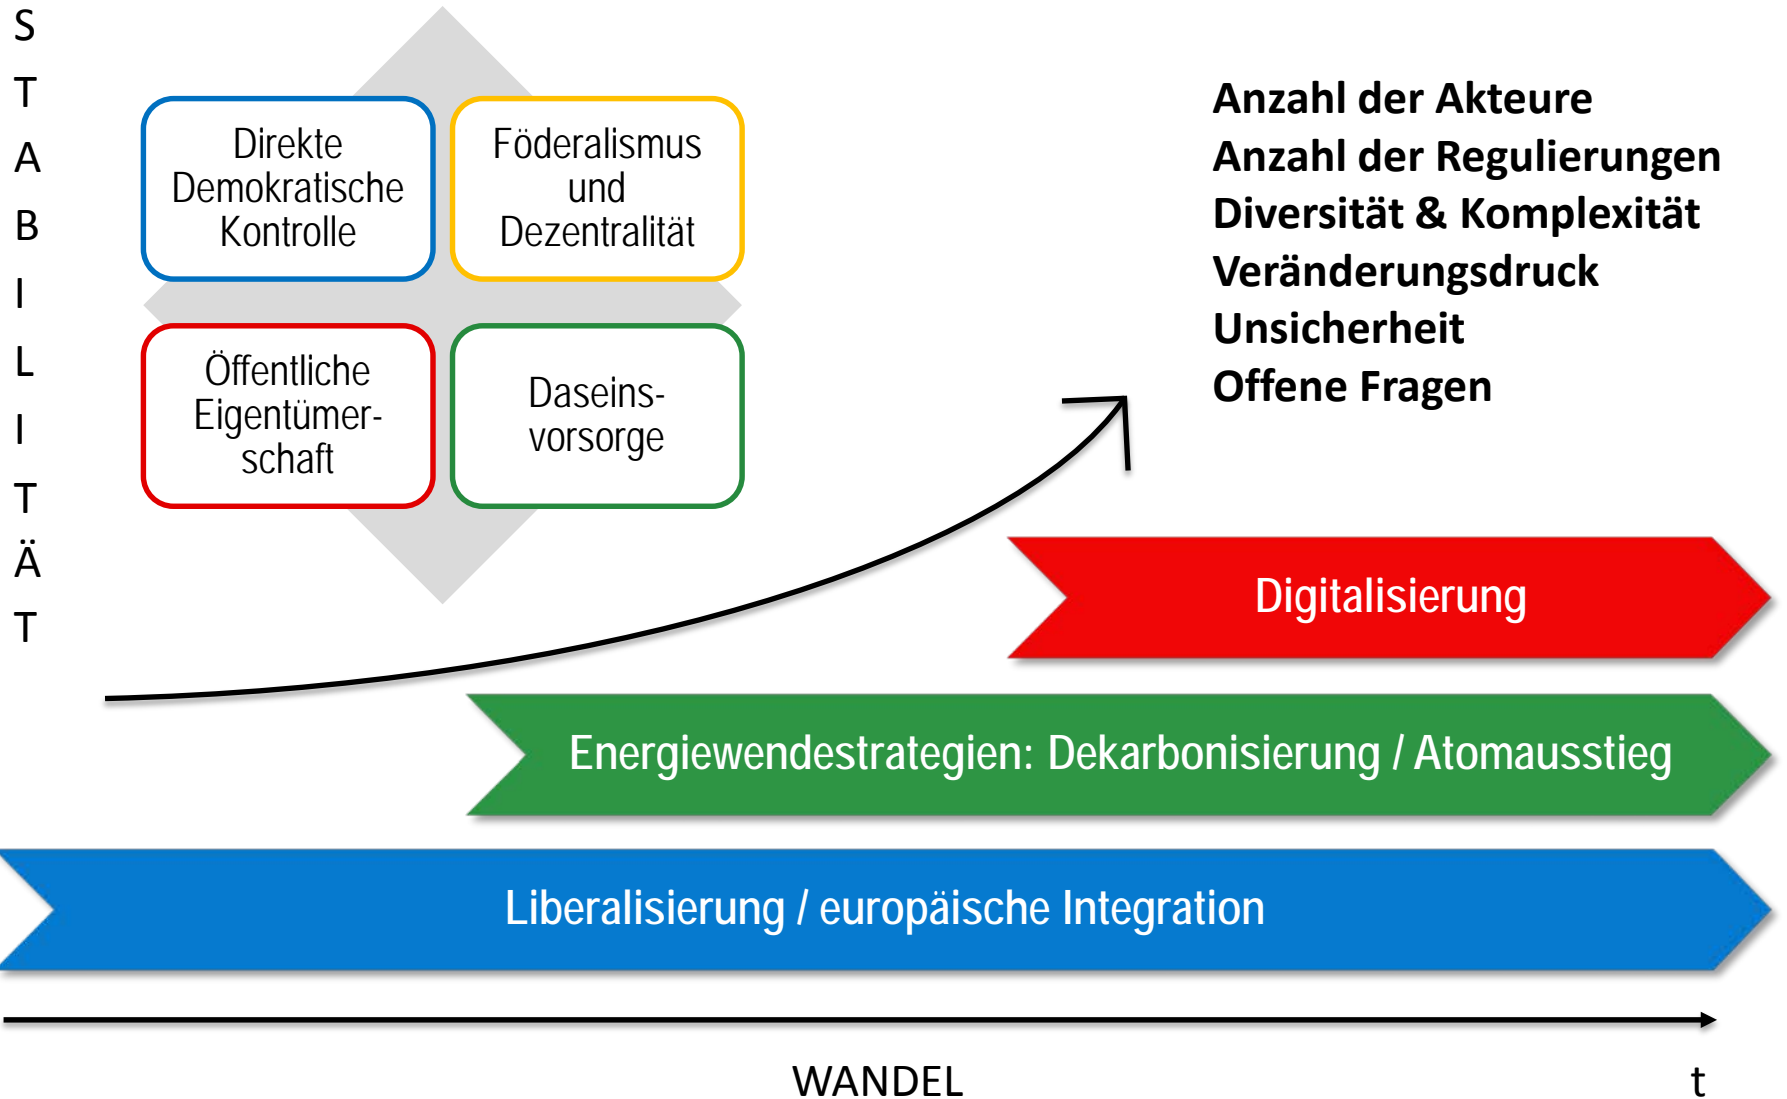 STABILITÄT
Direkte
Demokratische
Kontrolle
Föderalismus
und
Dezentralität
Öffentliche
Eigentümer-
schaft
Daseins-
vorsorge
Anzahl der Akteure
Anzahl der Regulierungen
Diversität & Komplexität
Veränderungsdruck
Unsicherheit
Offene Fragen
Digitalisierung
Energiewendestrategien: Dekarbonisierung / Atomausstieg
Liberalisierung / europäische Integration
WANDEL
t